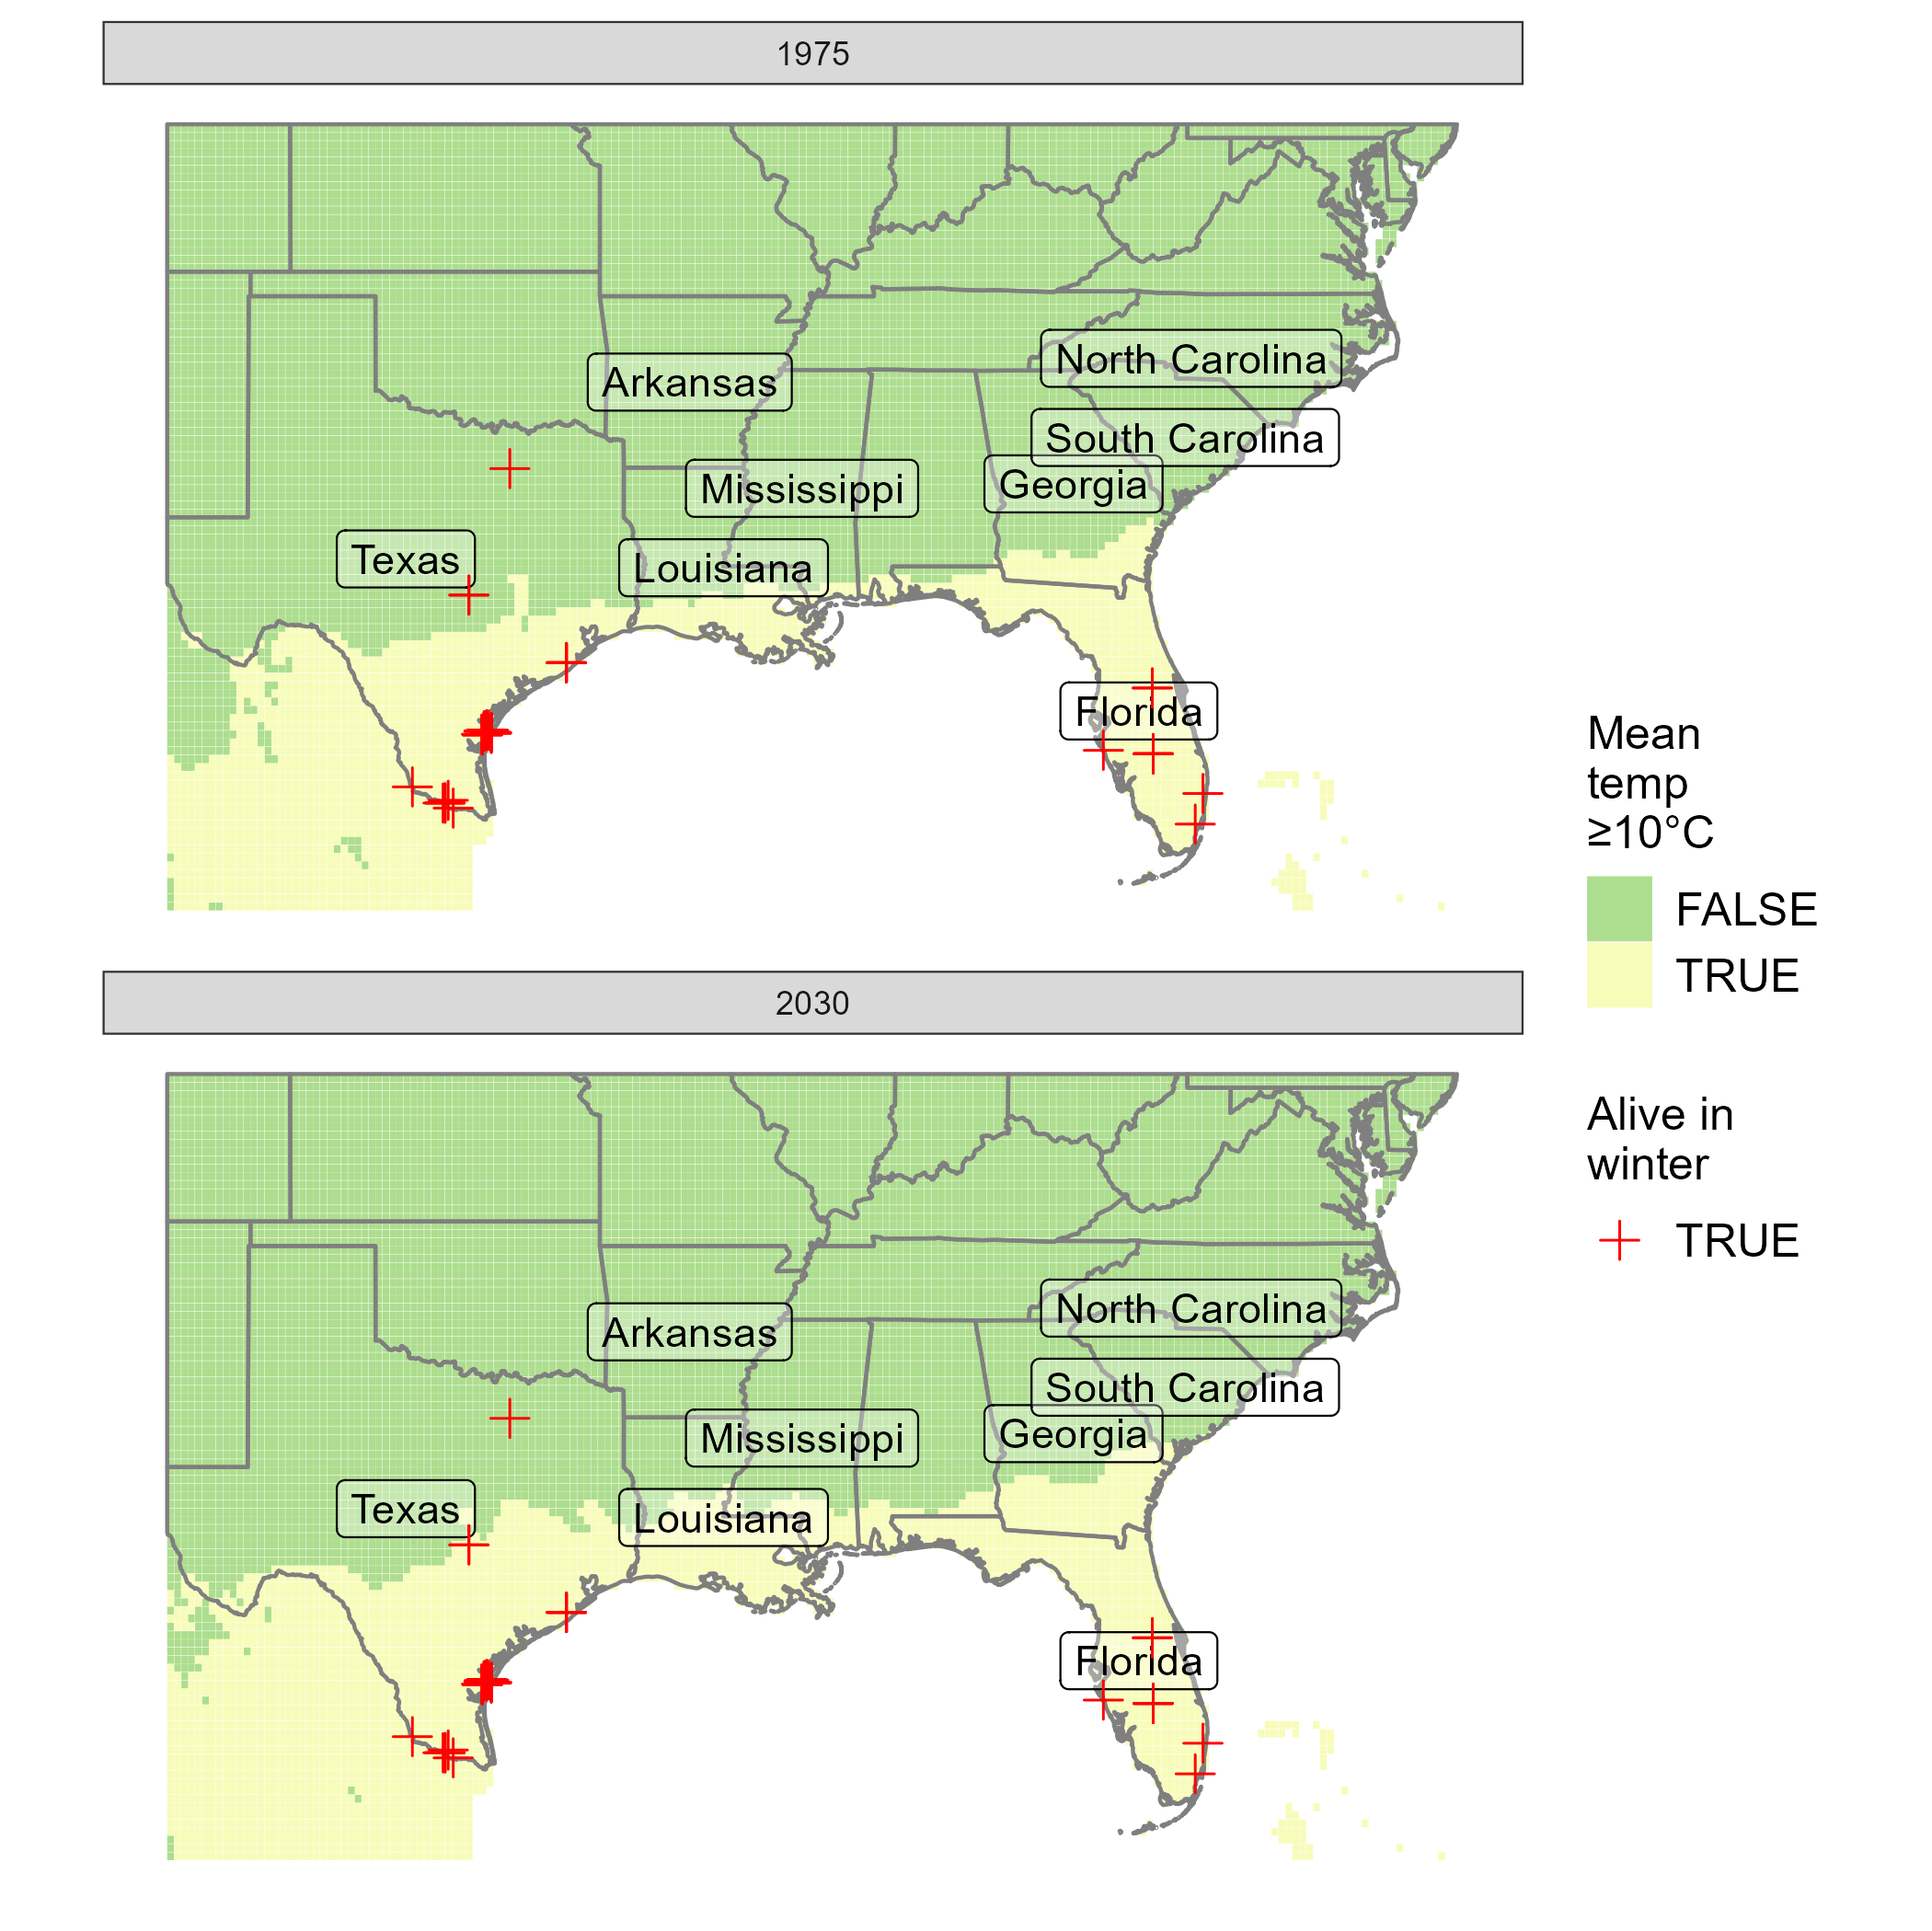 1975
North Carolina
Arkansas
South Carolina
Georgia
Mississippi
Texas
Louisiana
Florida
Mean
temp
≥10°C
FALSE
TRUE
2030
Alive in
winter
TRUE
North Carolina
Arkansas
South Carolina
Georgia
Mississippi
Texas
Louisiana
Florida